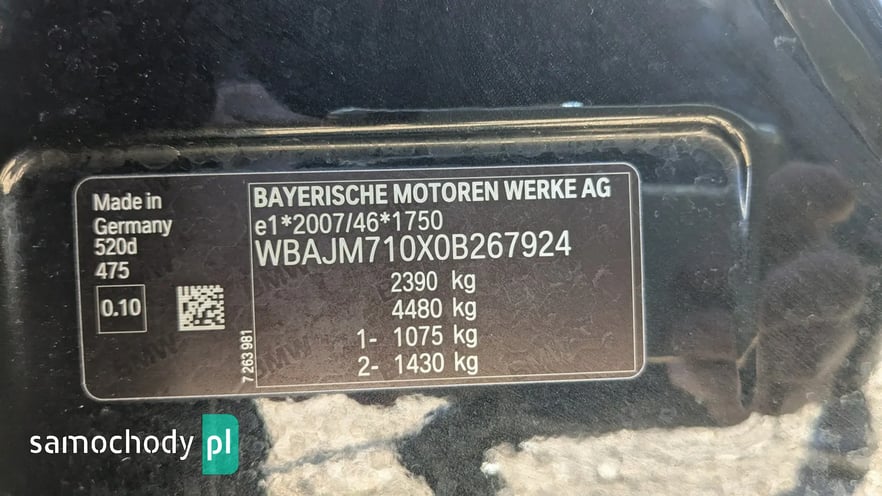 Made in
Germany
520d
475
0.10
7 263 981
BAYERISCHE MOTOREN WERKE AG
e1*2007/46*1750
WBAJM710X0B267924
2390 kg
4480 kg
1- 1075 kg
2- 1430 kg
samochody pl